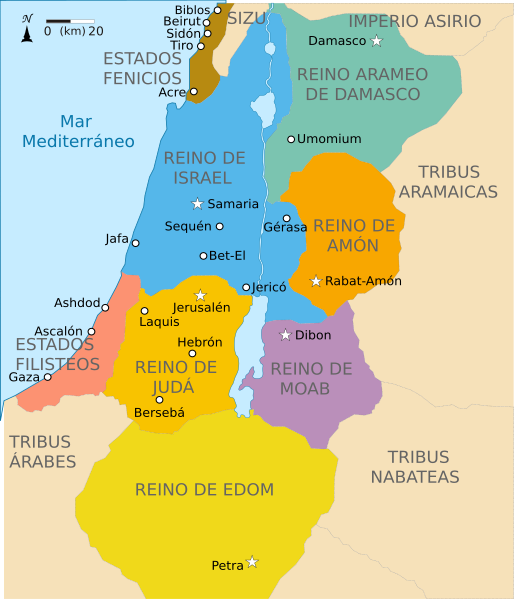 Biblos
SIZU
IMPERIO ASIRIO
N
0 (km) 20
Beirut
Sidón
Tiro
Damasco
ESTADOS
FENICIOS
REINO ARAMEO
DE DAMASCO
Acre
Mar
Mediterráneo
Umomium
REINO DE
ISRAEL
TRIBUS
ARAMAICAS
Samaria
Sequén
Gérasa
REINO DE
AMÓN
Jafa
Bet-El
Jericó
Rabat-Amón
Ashdod
Jerusalén
Laquis
Ascalón
ESTADOS
FILISTEOS
Dibon
Hebrón
REINO DE
JUDÁ
REINO DE
MOAB
Gaza
Bersebá
TRIBUS
ÁRABES
TRIBUS
NABATEAS
REINO DE EDOM
Petra